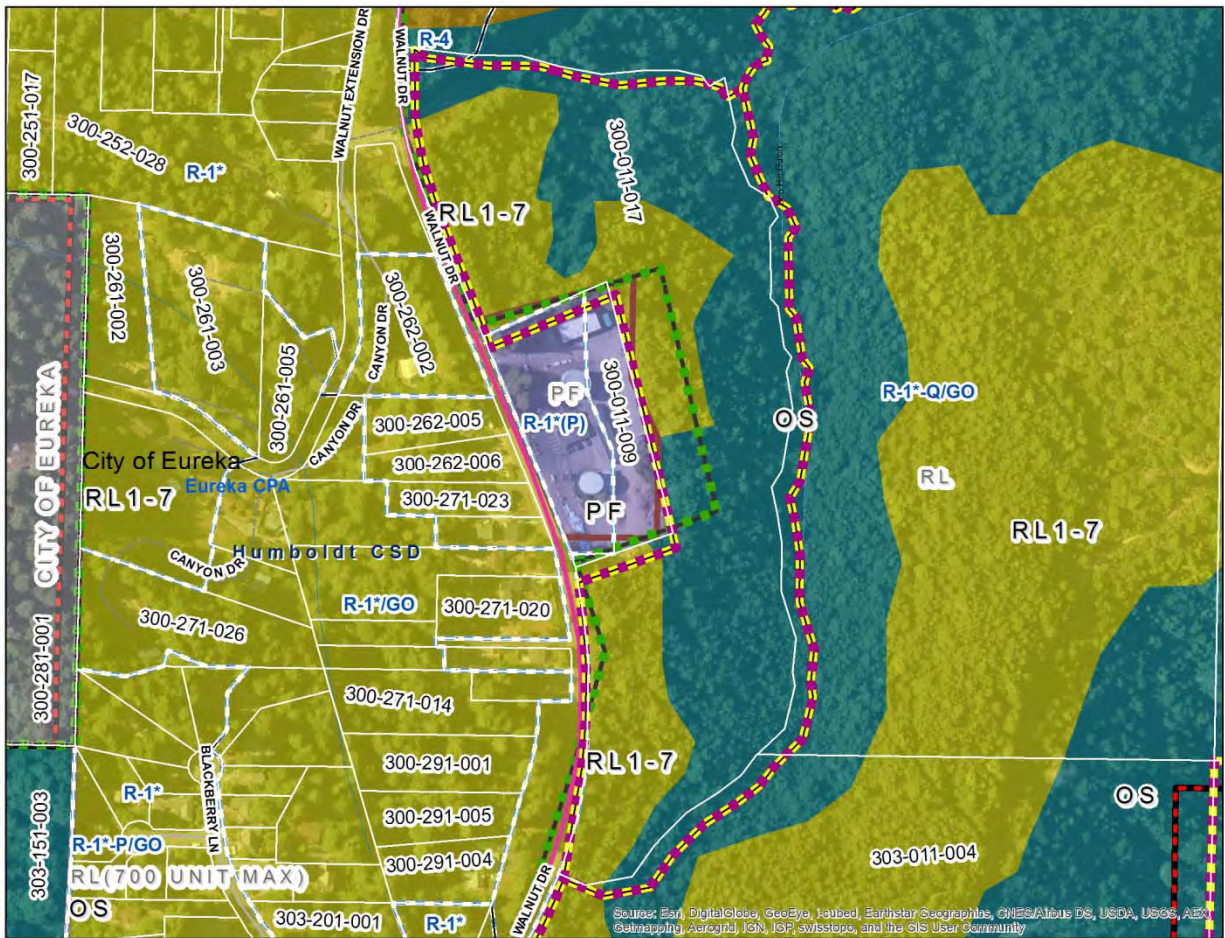 R-4
WALNUT DR
WALNUT EXTENSION DR
300-251-017
300-252-028
R-1*
300-011-017
RL1-7
WALNUT DR
300-261-002
300-261-003
300-262-002
CANYON DR
300-261-005
PF
R-1*(P)
300-011-009
R-1*-Q/GO
OS
300-262-005
CANYON DR
300-262-006
City of Eureka
RL
Eureka CPA
RL1-7
300-271-023
PF
RL1-7
CITY OF EUREKA
Humboldt CSD
CANYON DR
R-1*/GO
300-271-020
300-271-026
300-281-001
300-271-014
RL1-7
300-291-001
BLACKBERRY LN
R-1*
OS
300-291-005
R-1*-P/GO
300-291-004
303-011-004
303-151-003
RL(700 UNIT MAX)
WALNUT DR
OS
303-201-001
R-1*
Source: Esri, DigitalGlobe, GeoEye, i-cubed, Earthstar Geographics, CNES/Airbus DS, USDA, USGS, AEX,
Getmapping, Aerogrid, IGN, IGP, swisstopo, and the GIS User Community